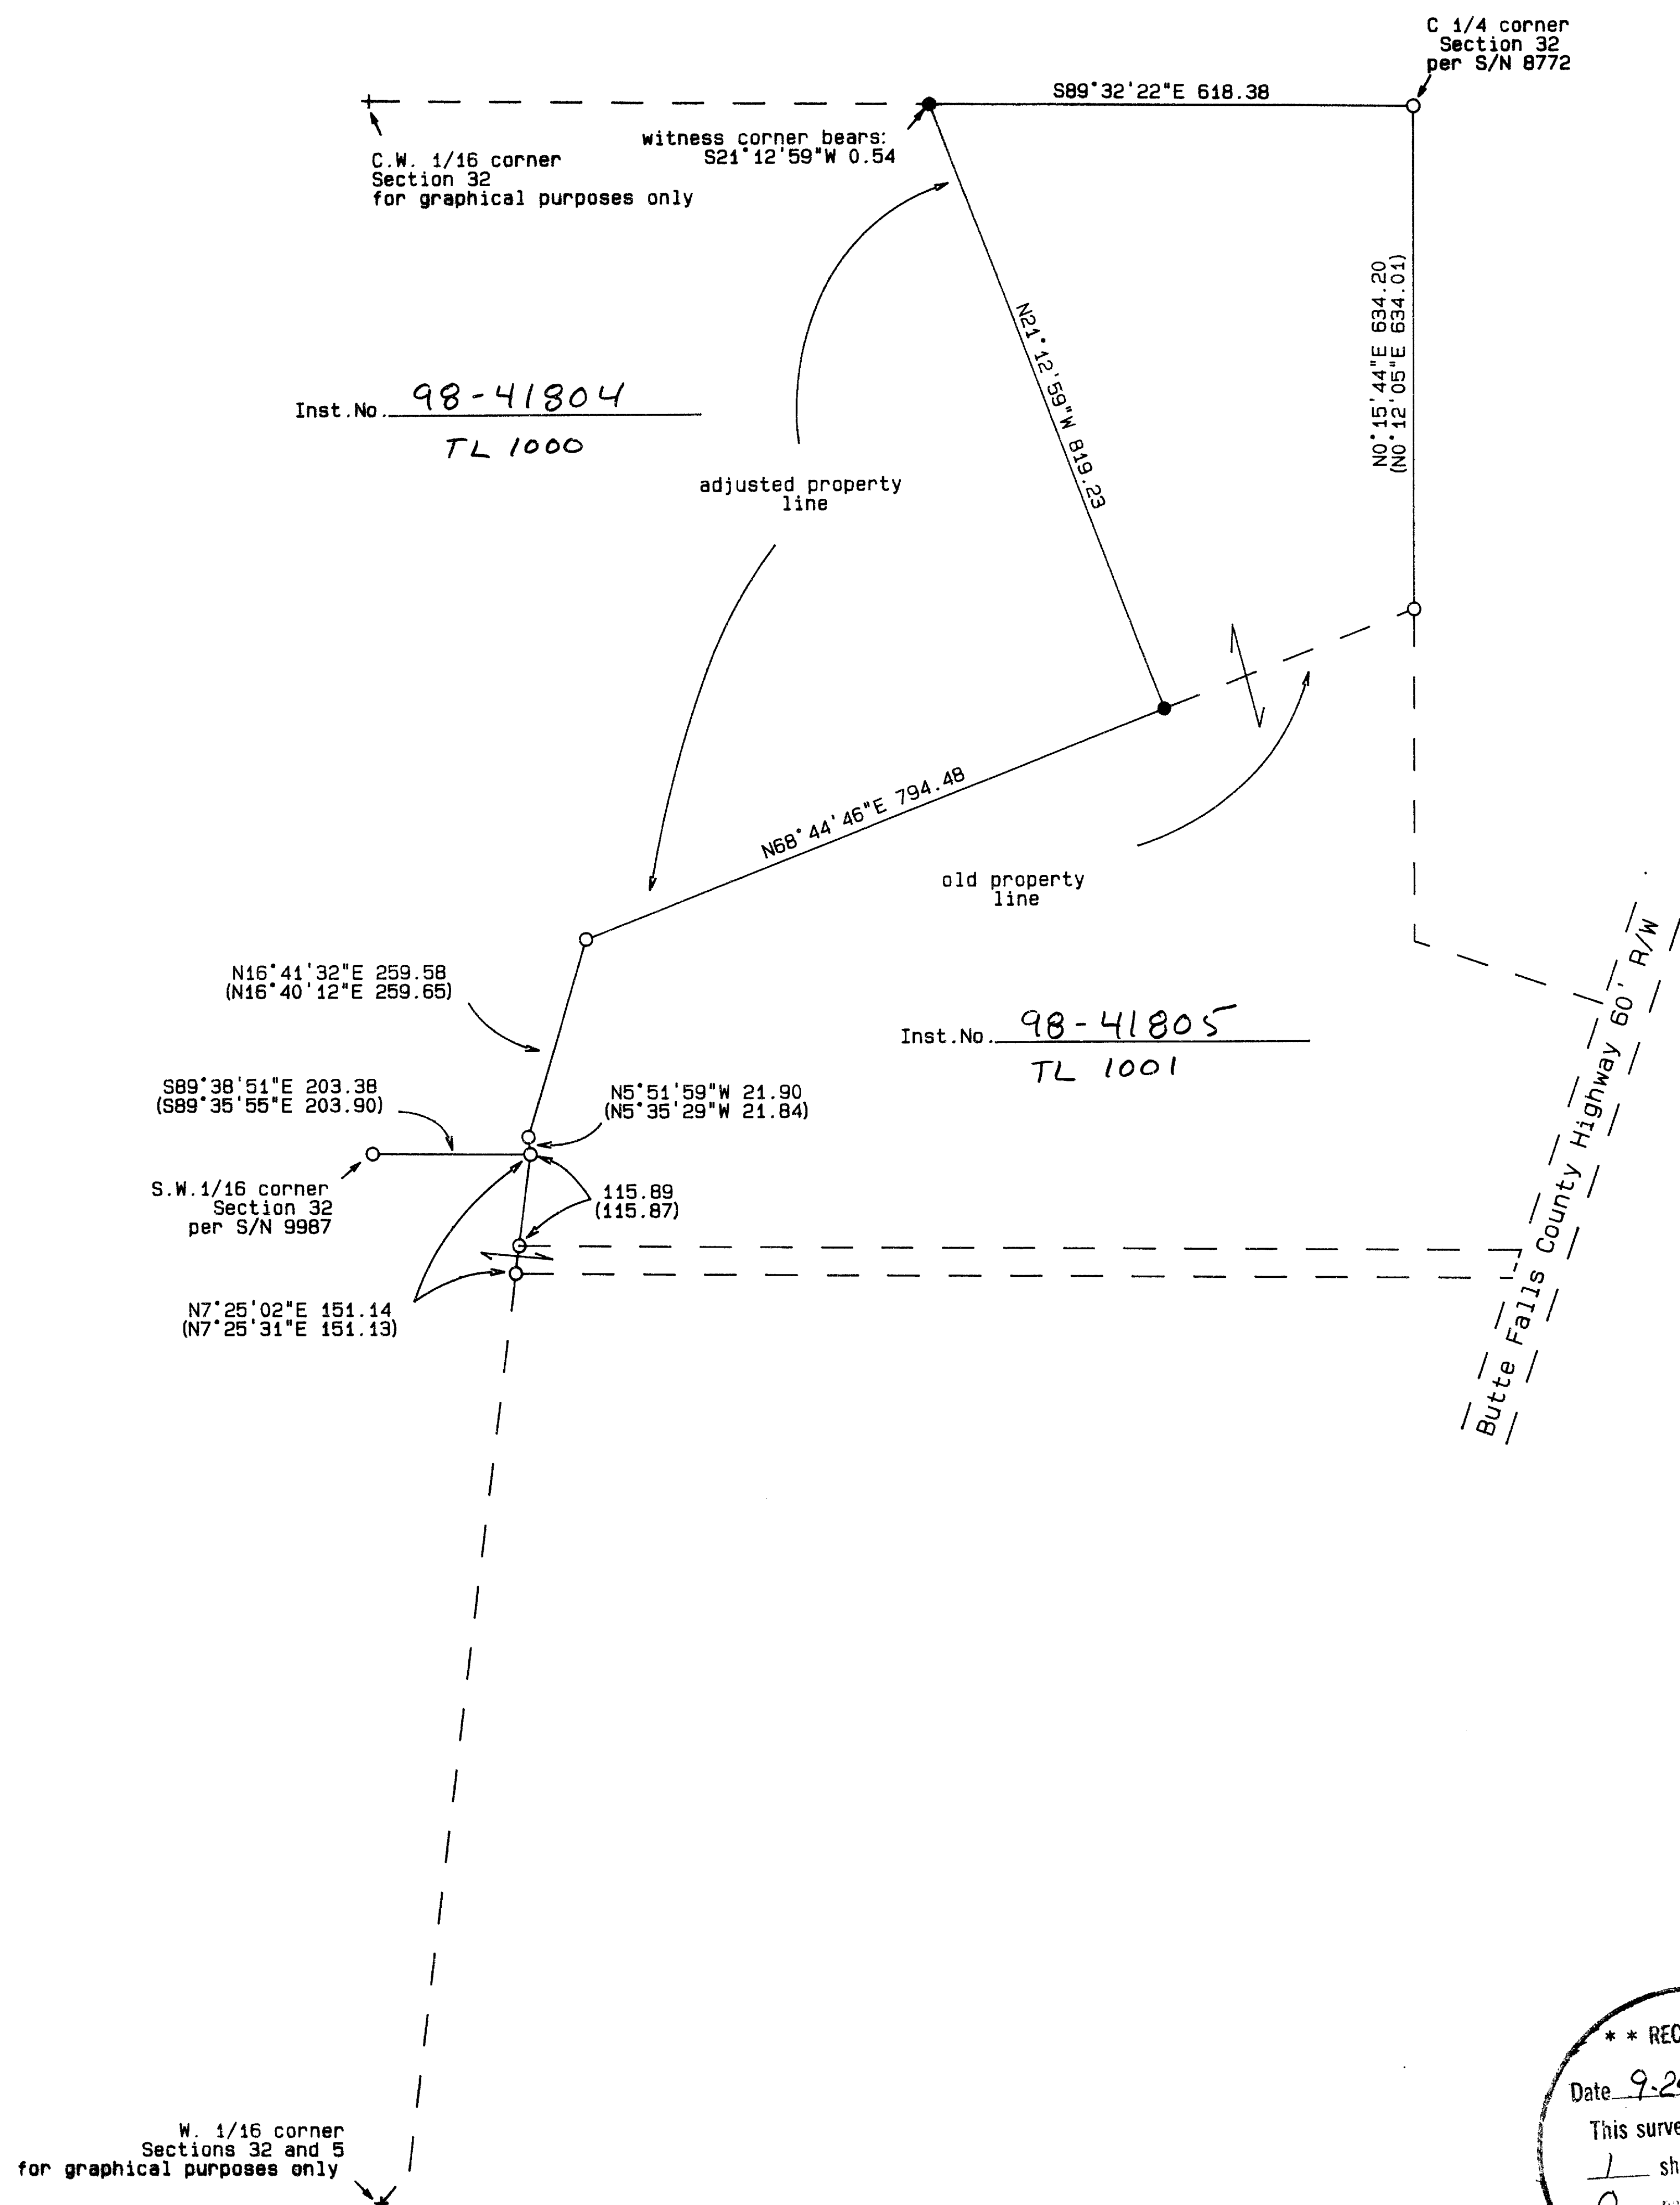 C 1/4 corner
Section 32
per S/N 8772
S89°32'22"E 618.38
witness corner bears:
S21°12'59"W 0.54
C.W. 1/16 corner
Section 32
for graphical purposes only
N21°12'59"W 819.23
N0°15'44"E 634.20
(N0°12'05"E 634.01)
Inst.No. 98-41804
TL 1000
adjusted property
line
N68°44'46"E 794.48
old property
line
N16°41'32"E 259.58
(N16°40'12"E 259.65)
Inst.No. 98-41805
TL 1001
Butte Falls County Highway 60' R/W
S89°38'51"E 203.38
(S89°35'55"E 203.90)
N5°51'59"W 21.90
(N5°35'29"W 21.84)
S.W.1/16 corner
Section 32
per S/N 9987
115.89
(115.87)
N7°25'02"E 151.14
(N7°25'31"E 151.13)
* * REC
Date 9-2
This surve
1 sh
W. 1/16 corner
Sections 32 and 5
for graphical purposes only